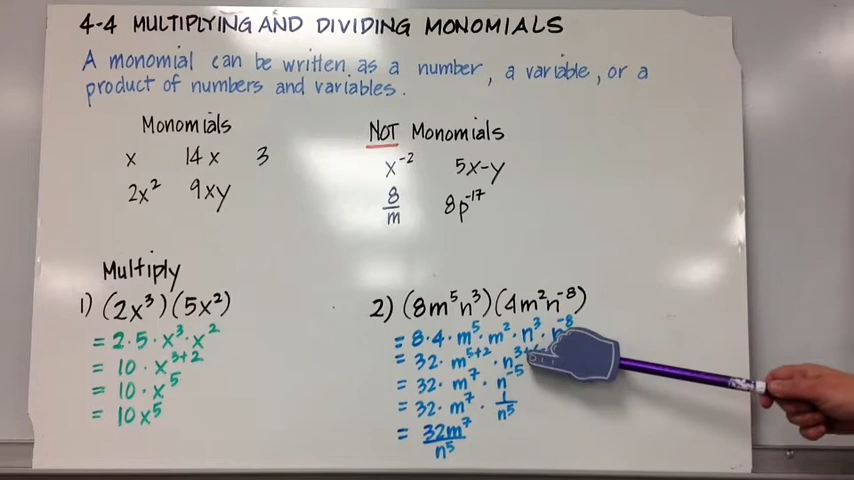 4-4 MULTIPLYING AND DIVIDING MONOMIALS
A monomial can be written as a number, a variable, or a
product of numbers and variables.
Monomials
x 14x 3
2x² 9xy
NOT Monomials
x⁻² 5x-y
8/m 8p⁻¹⁷
Multiply
1) (2x³)(5x²)
= 2·5·x³·x²
= 10·x³⁺²
= 10·x⁵
= 10x⁵
2) (8m⁵n³)(4m²n⁻⁸)
= 8·4·m⁵·m²·n³·n⁻⁸
= 32·m⁵⁺²·n³⁺
= 32·m⁷·n⁻⁵
= 32·m⁷·1/n⁵
= 32m⁷/n⁵